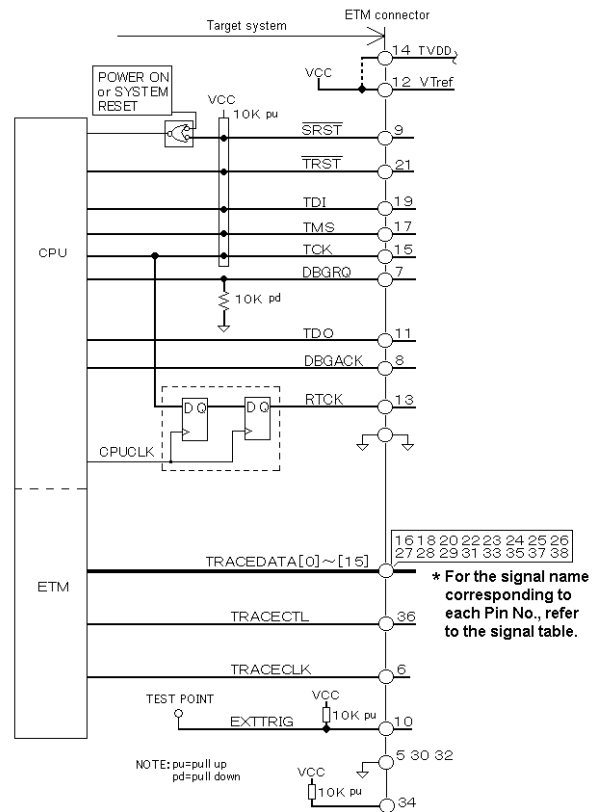 ETM connector
Target system
14 TVDD
VCC
12 VTref
POWER ON
or SYSTEM
RESET
VCC
10K pu
SRST
9
TRST
21
TDI
19
TMS
17
CPU
TCK
15
DBGRQ
7
10K pd
TDO
11
DBGACK
8
D Q
D Q
RTCK
13
CPUCLK
16 18 20 22 23 24 25 26
27 28 29 31 33 35 37 38
TRACEDATA[0]~[15]
* For the signal name
corresponding to
each Pin No., refer
to the signal table.
ETM
TRACECTL
36
TRACECLK
6
TEST POINT
VCC
10K pu
EXTTRIG
10
5 30 32
NOTE: pu=pull up
pd=pull down
VCC
10K pu
34